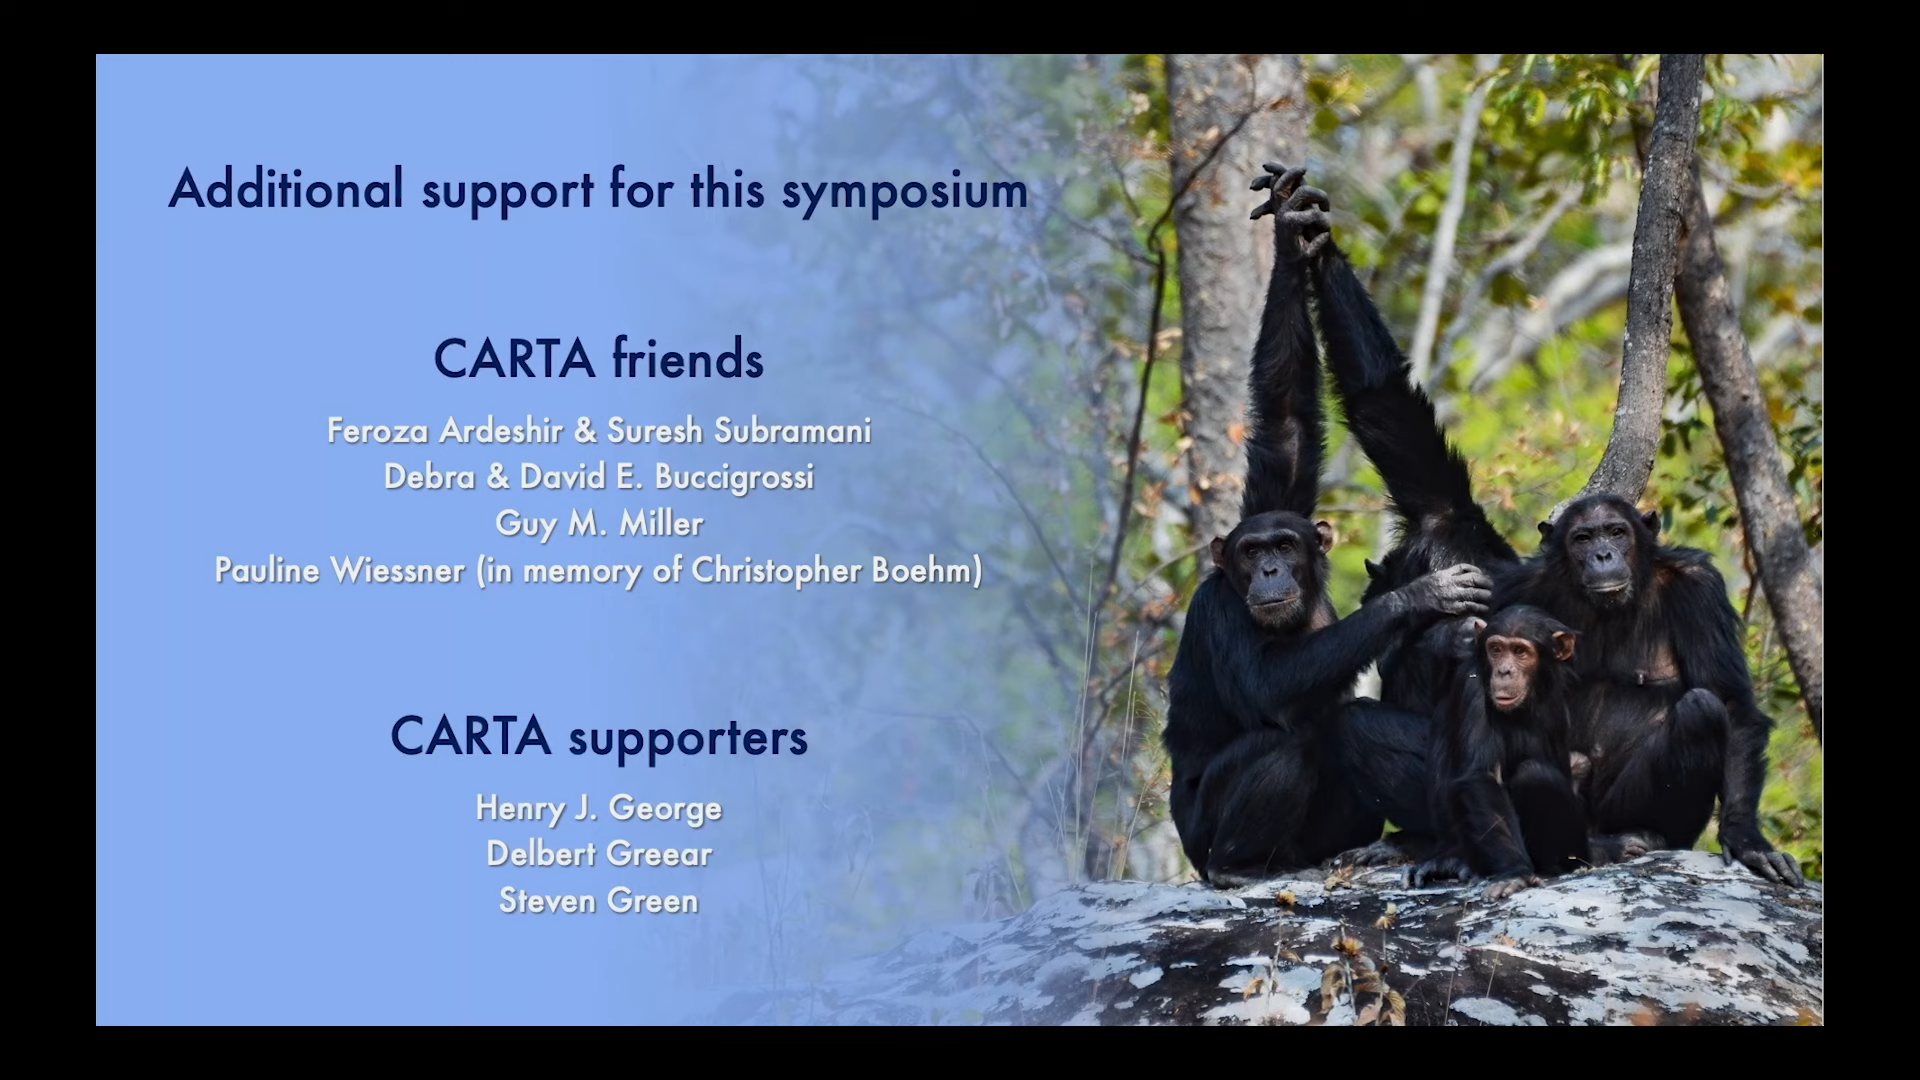 Additional support for this symposium
CARTA friends
Feroza Ardeshir & Suresh Subramani
Debra & David E. Buccigrossi
Guy M. Miller
Pauline Wiessner (in memory of Christopher Boehm)
CARTA supporters
Henry J. George
Delbert Greear
Steven Green